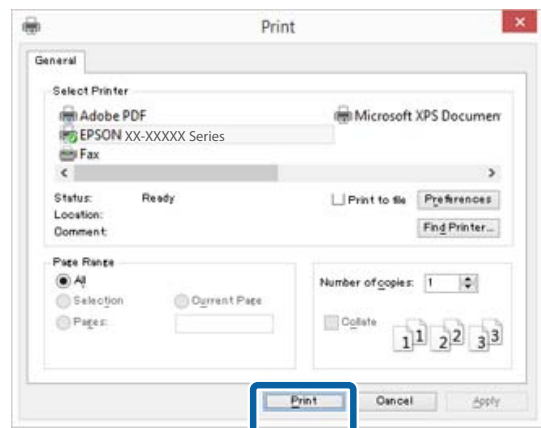 Print
General
Select Printer
Adobe PDF
Microsoft XPS Documen
EPSON XX-XXXXX Series
Fax
Status: Ready
Print to file
Preferences
Location:
Comment:
Find Printer...
Page Range
All
Number of copies: 1
Selection
Current Page
Pages:
Collate
1 1 2 2 3 3
Print
Cancel
Apply